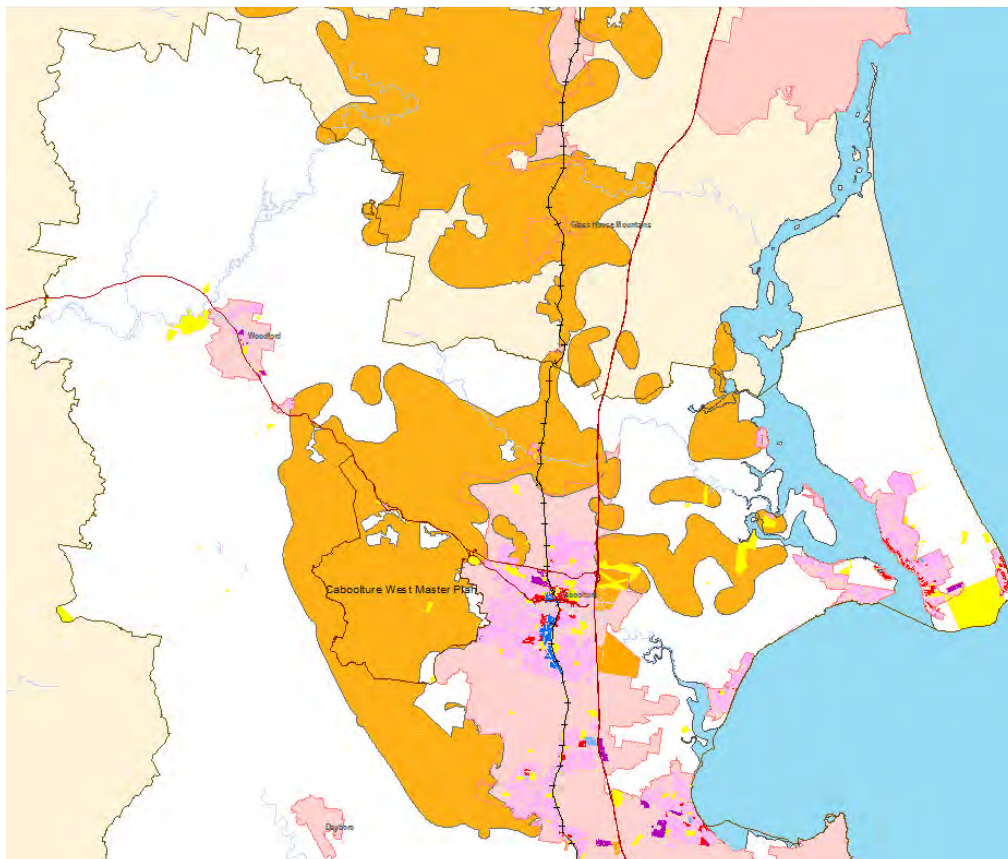 Glass House Mountains
Woodford
Caboolture West Master Plan
Caboolture
Dayboro